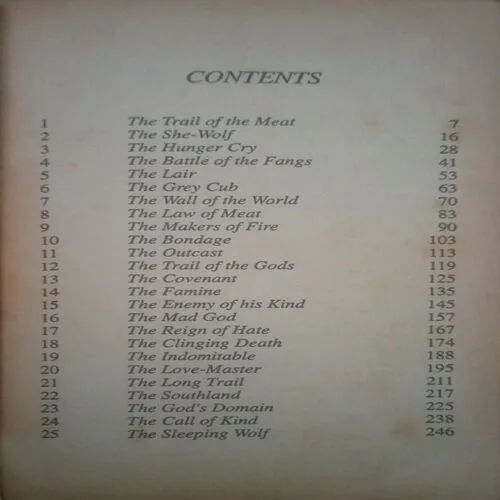 CONTENTS
1 The Trail of the Meat 7
2 The She-Wolf 16
3 The Hunger Cry 28
4 The Battle of the Fangs 41
5 The Lair 53
6 The Grey Cub 63
7 The Wall of the World 70
8 The Law of Meat 83
9 The Makers of Fire 90
10 The Bondage 103
11 The Outcast 113
12 The Trail of the Gods 119
13 The Covenant 125
14 The Famine 135
15 The Enemy of his Kind 145
16 The Mad God 157
17 The Reign of Hate 167
18 The Clinging Death 174
19 The Indomitable 188
20 The Love-Master 195
21 The Long Trail 211
22 The Southland 217
23 The God's Domain 225
24 The Call of Kind 238
25 The Sleeping Wolf 246